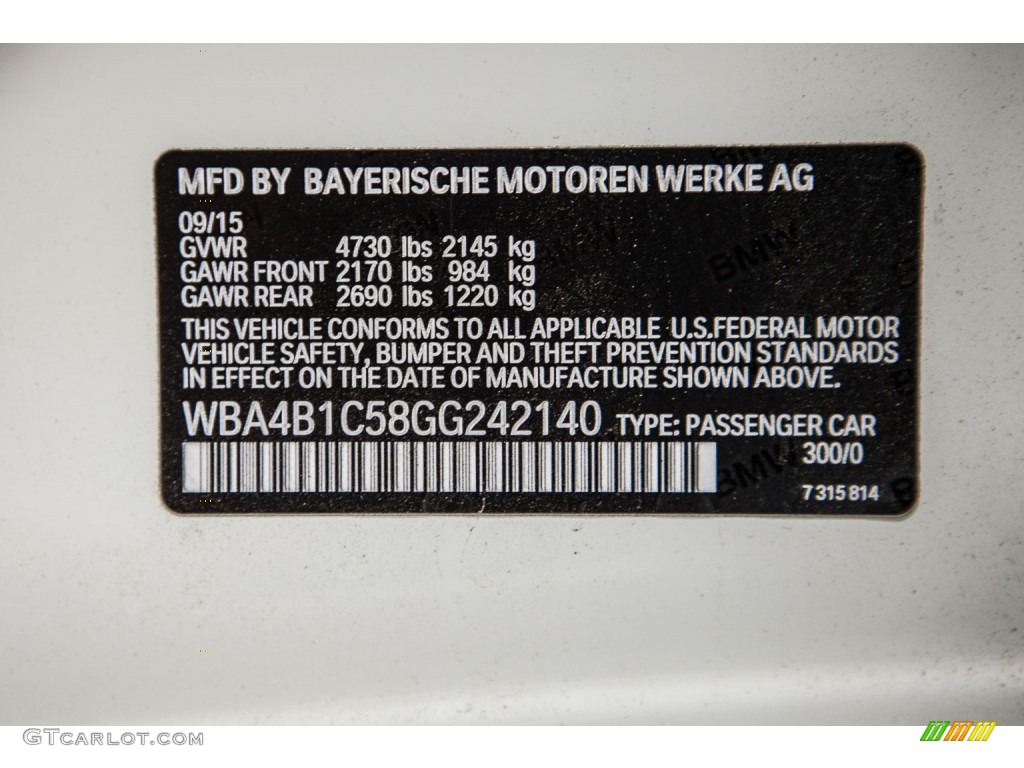 MFD BY BAYERISCHE MOTOREN WERKE AG
09/15
GVWR 4730 lbs 2145 kg
GAWR FRONT 2170 lbs 984 kg
GAWR REAR 2690 lbs 1220 kg
THIS VEHICLE CONFORMS TO ALL APPLICABLE U.S.FEDERAL MOTOR
VEHICLE SAFETY, BUMPER AND THEFT PREVENTION STANDARDS
IN EFFECT ON THE DATE OF MANUFACTURE SHOWN ABOVE.
WBA4B1C58GG242140 TYPE: PASSENGER CAR
300/0
7 315 814
BMW
BMW
BMW
GTCARLOT.COM